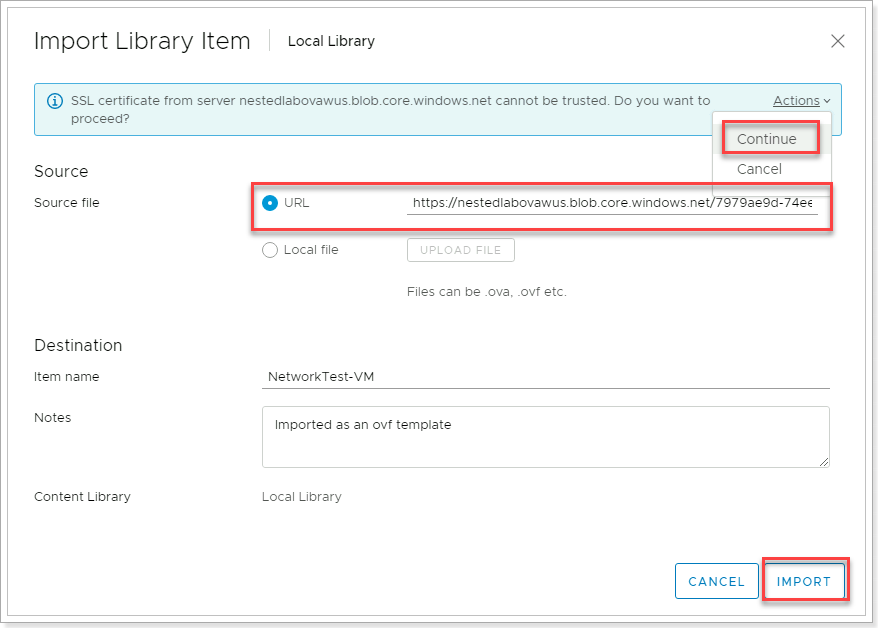 Import Library Item Local Library
SSL certificate from server nestedlabovawus.blob.core.windows.net cannot be trusted. Do you want to Actions
proceed?
Continue
Cancel
Source
Source file URL https://nestedlabovawus.blob.core.windows.net/7979ae9d-74ee
Local file UPLOAD FILE
Files can be .ova, .ovf etc.
Destination
Item name NetworkTest-VM
Notes Imported as an ovf template
Content Library Local Library
CANCEL IMPORT